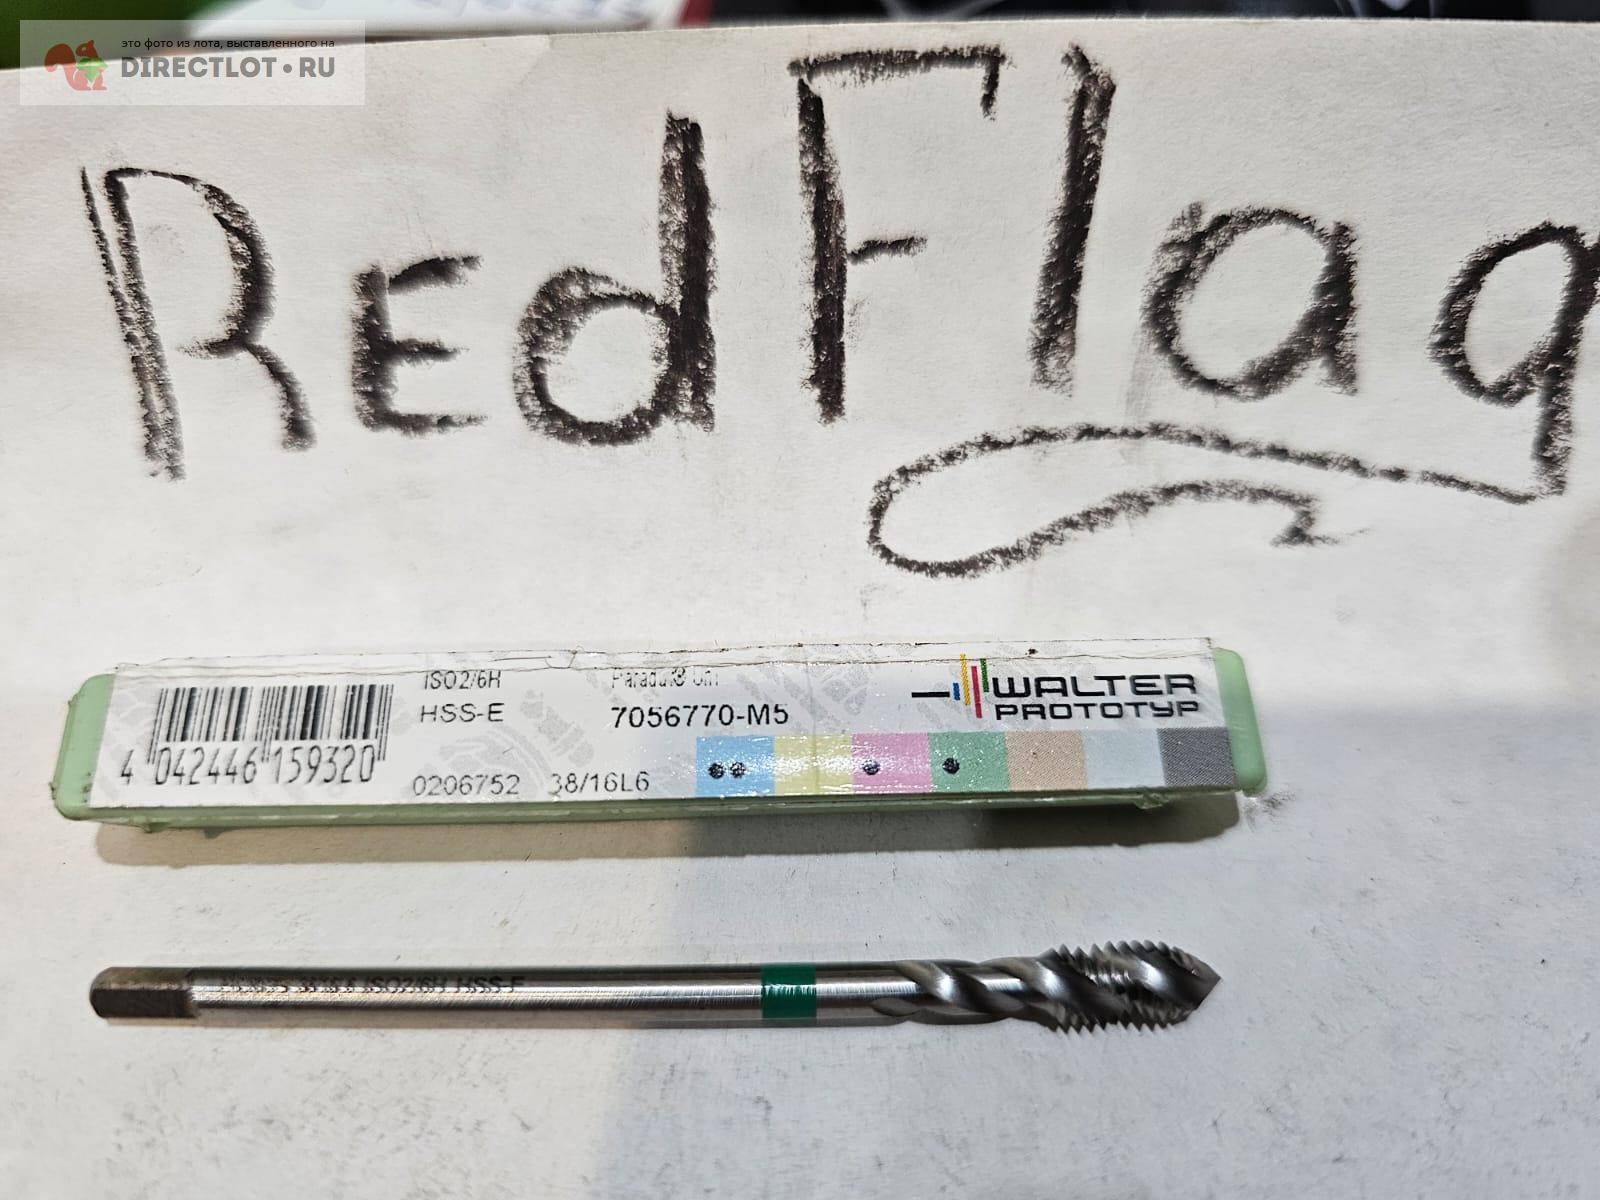 это фото из лота, выставленного на
DIRECTLOT•RU
RedFlag
ISO2/6H
HSS-E
7056770-M5
WALTER
PROTOTYP
4 042446 159320
0206752
38/16L6
ISO2/6H HSS-E